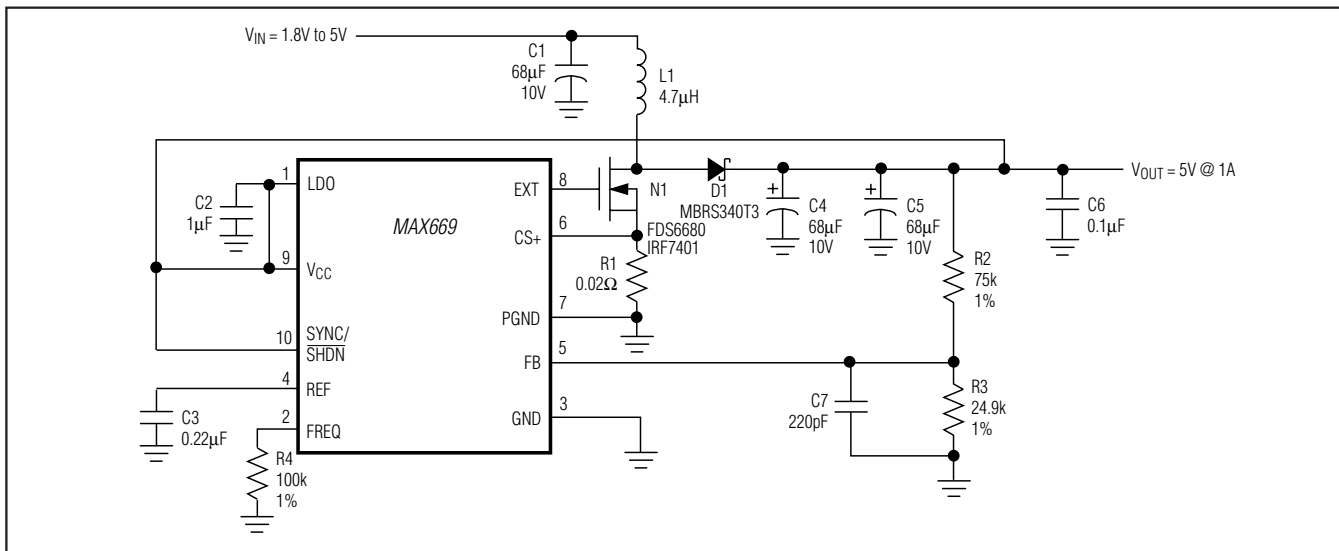 V_IN = 1.8V to 5V
C1
68µF
10V
L1
4.7µH
1
LDO
C2
1µF
MAX669
EXT
8
N1
D1
MBRS340T3
FDS6680
IRF7401
C4
68µF
10V
C5
68µF
10V
V_OUT = 5V @ 1A
C6
0.1µF
CS+
6
R1
0.02Ω
9
V_CC
R2
75k
1%
PGND
7
10
SYNC/
SHDN
FB
5
4
REF
C3
0.22µF
2
FREQ
GND
3
C7
220pF
R3
24.9k
1%
R4
100k
1%
+
+